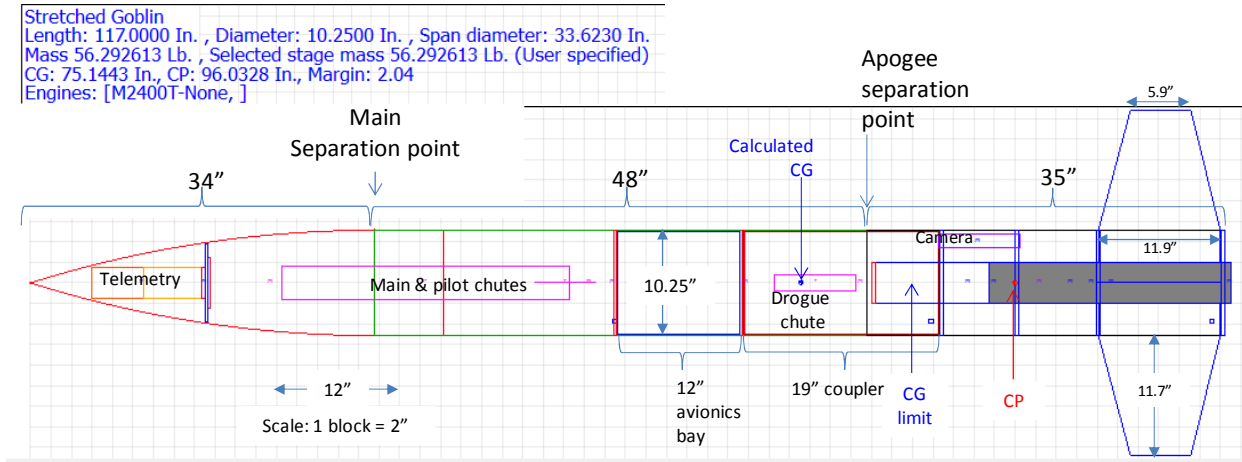 Stretched Goblin
Length: 117.0000 In. , Diameter: 10.2500 In. , Span diameter: 33.6230 In.
Mass 56.292613 Lb. , Selected stage mass 56.292613 Lb. (User specified)
CG: 75.1443 In., CP: 96.0328 In., Margin: 2.04
Engines: [M2400T-None, ]
Main
Separation point
Apogee
separation
point
Calculated
CG
5.9”
34”
48”
35”
Telemetry
Main & pilot chutes
10.25”
Drogue
chute
Camera
11.9”
12”
Scale: 1 block = 2”
12”
avionics
bay
19” coupler
CG
limit
CP
11.7”